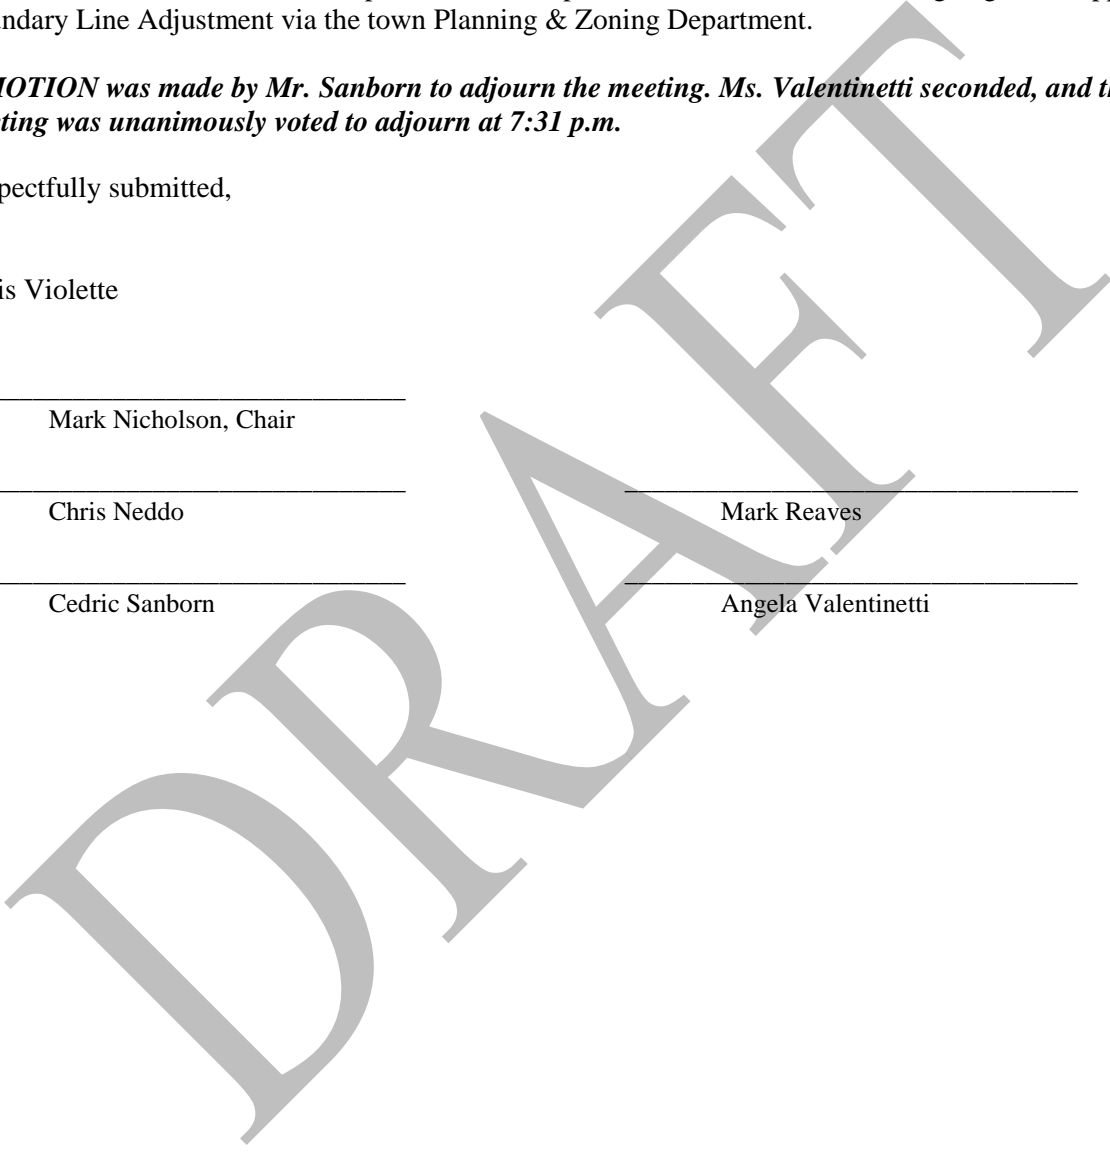 undary Line Adjustment via the town Planning & Zoning Department.
MOTION was made by Mr. Sanborn to adjourn the meeting. Ms. Valentinetti seconded, and th
ting was unanimously voted to adjourn at 7:31 p.m.
pectfully submitted,
is Violette
Mark Nicholson, Chair
Chris Neddo
Mark Reaves
Cedric Sanborn
Angela Valentinetti
DRAFT